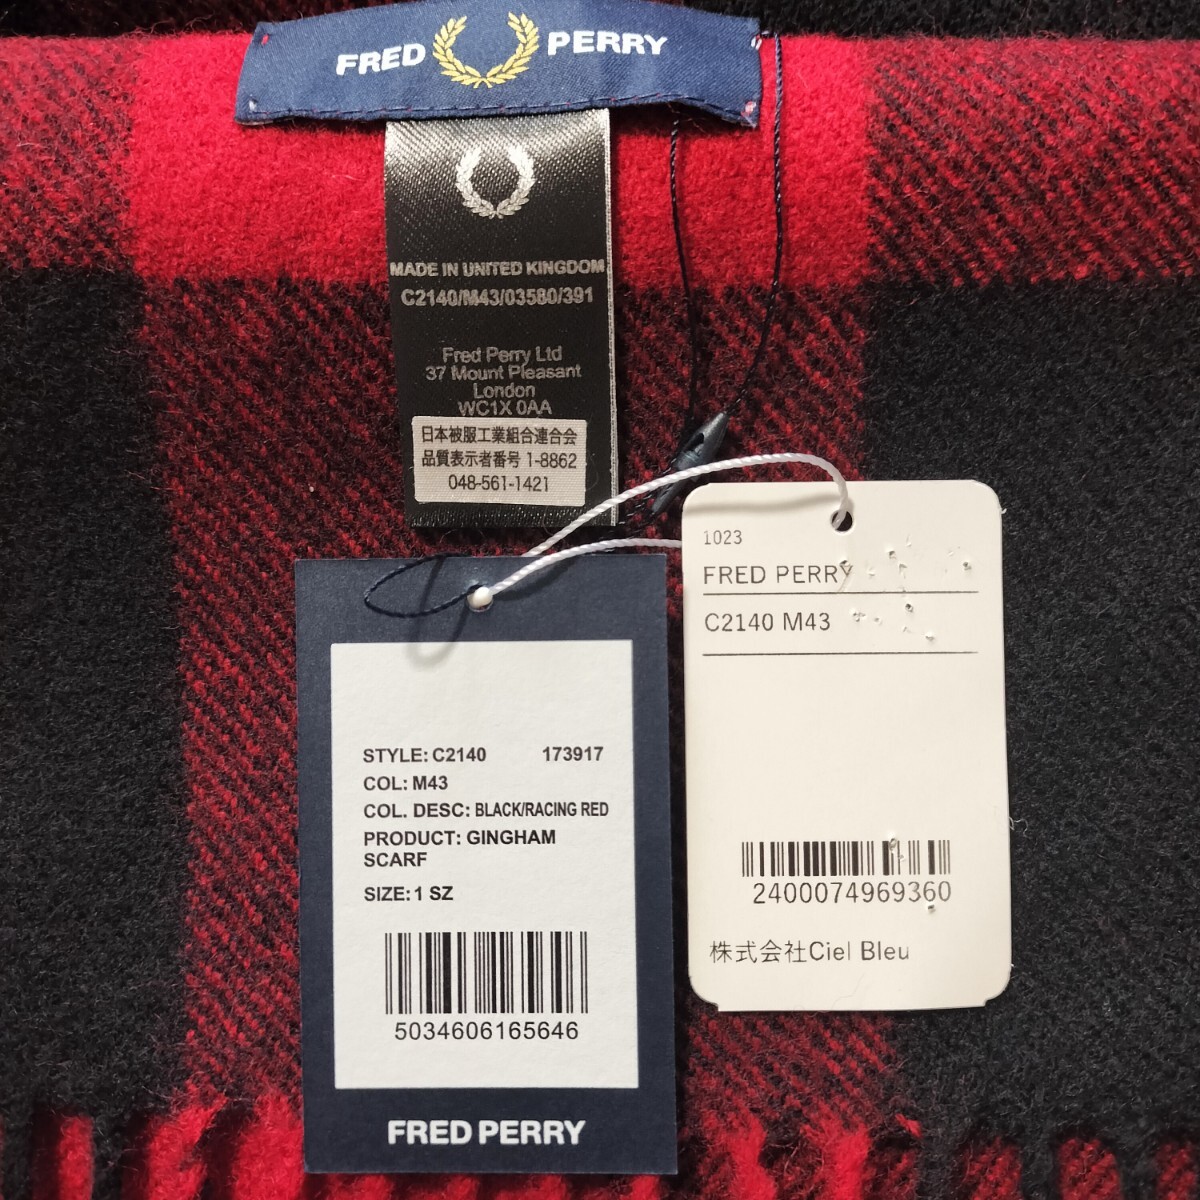 FRED PERRY
MADE IN UNITED KINGDOM
C2140/M43/03580/391
Fred Perry Ltd
37 Mount Pleasant
London
WC1X 0AA
日本被服工業組合連合会
品質表示者番号 1-8862
048-561-1421
1023
FRED PERRY
C2140 M43
2400074969360
株式会社Ciel Bleu
STYLE: C2140 173917
COL: M43
COL. DESC: BLACK/RACING RED
PRODUCT: GINGHAM
SCARF
SIZE: 1 SZ
5034606165646
FRED PERRY